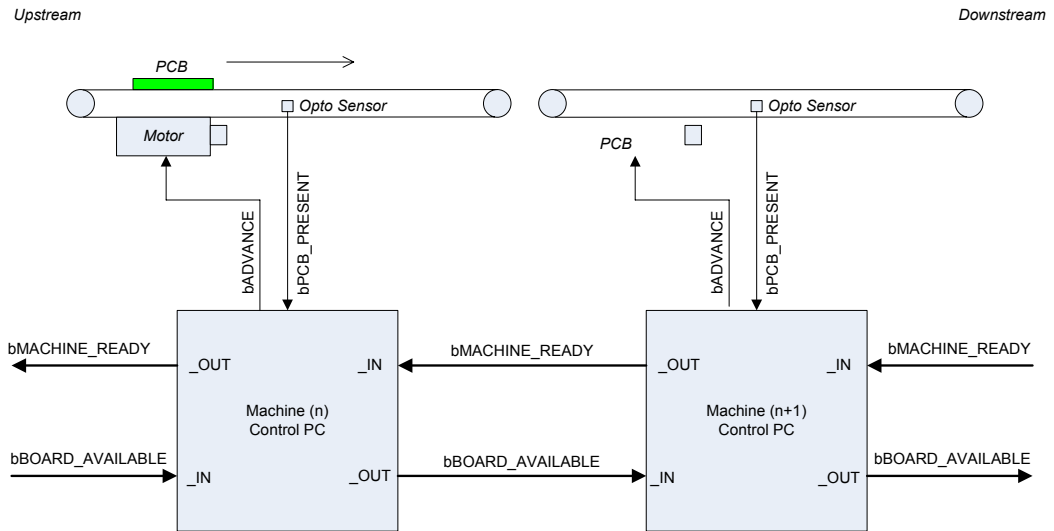 Upstream
Downstream
PCB
Opto Sensor
Opto Sensor
Motor
PCB
bADVANCE
bPCB_PRESENT
bADVANCE
bPCB_PRESENT
bMACHINE_READY
bMACHINE_READY
bMACHINE_READY
_OUT
_IN
_OUT
_IN
Machine (n)
Control PC
Machine (n+1)
Control PC
bBOARD_AVAILABLE
bBOARD_AVAILABLE
bBOARD_AVAILABLE
_IN
_OUT
_IN
_OUT